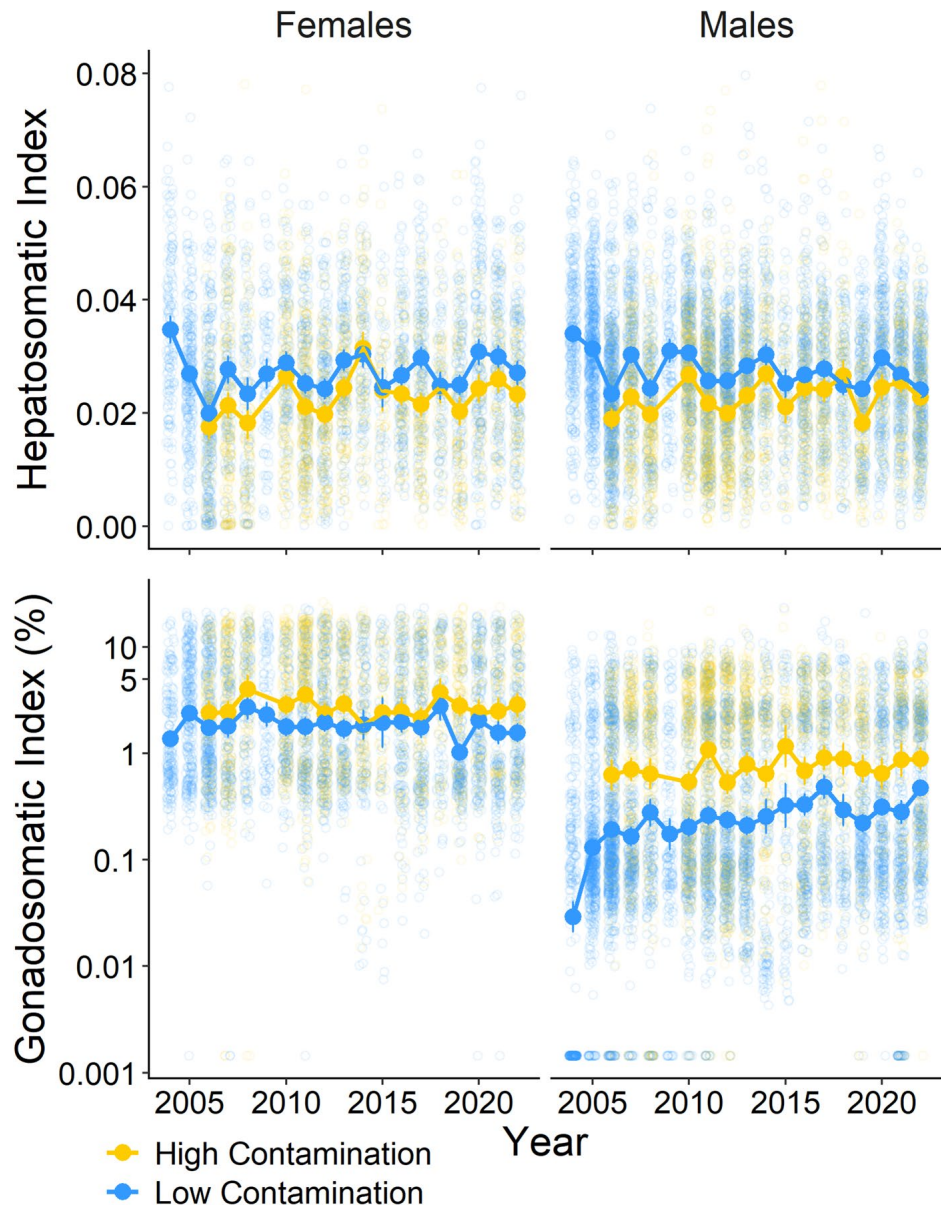 Females
Males
Hepatosomatic Index
0.08
0.06
0.04
0.02
0.00
Gonadosomatic Index (%)
10
5
1
0.1
0.01
0.001
2005 2010 2015 2020
2005 2010 2015 2020
Year
High Contamination
Low Contamination